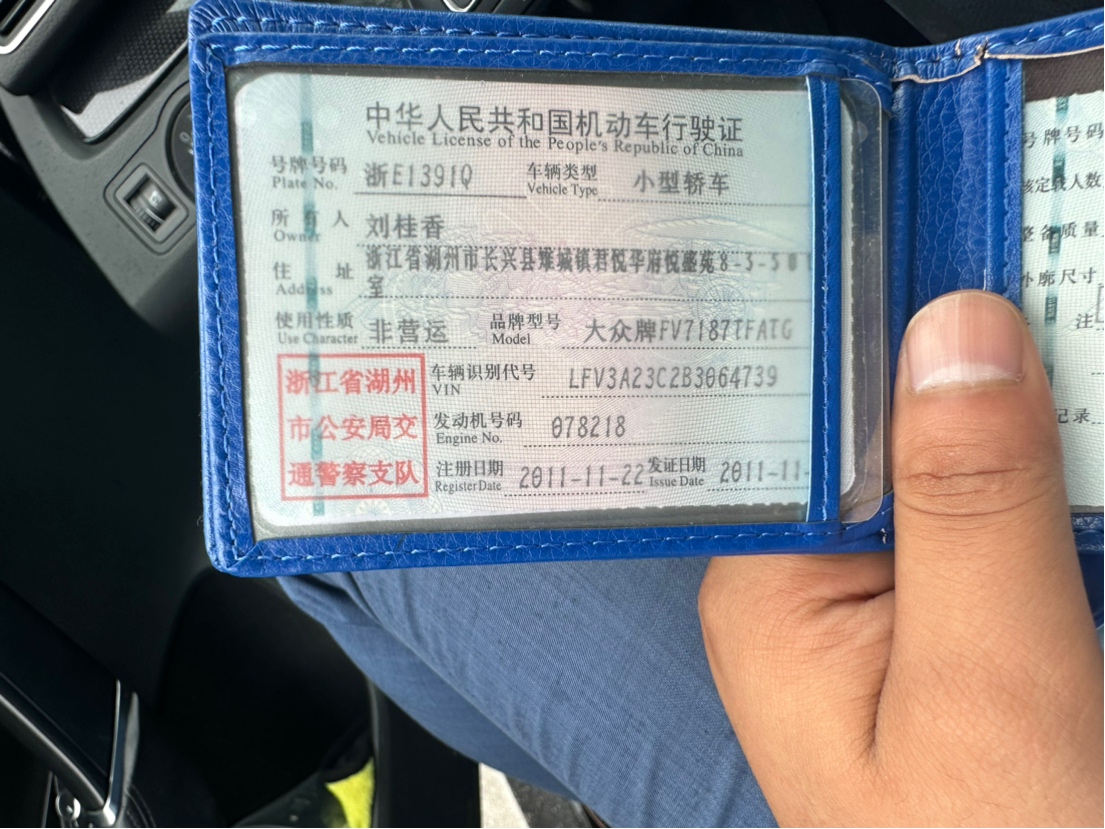 中华人民共和国机动车行驶证
Vehicle License of the People's Republic of China
号牌号码 Plate No. 浙E1391Q 车辆类型 Vehicle Type 小型轿车
所有人 Owner 刘桂香
住址 Address 浙江省湖州市长兴县雉城镇君悦华府悦盛苑8-3-501
室
使用性质 Use Character 非营运 品牌型号 Model 大众牌FV7187TFATG
浙江省湖州
市公安局交
通警察支队
车辆识别代号 VIN LFV3A23C2B3064739
发动机号码 Engine No. 078218
注册日期 Register Date 2011-11-22 发证日期 Issue Date 2011-11-
号牌号码
核定载人数
整备质量
外廓尺寸
注
记录